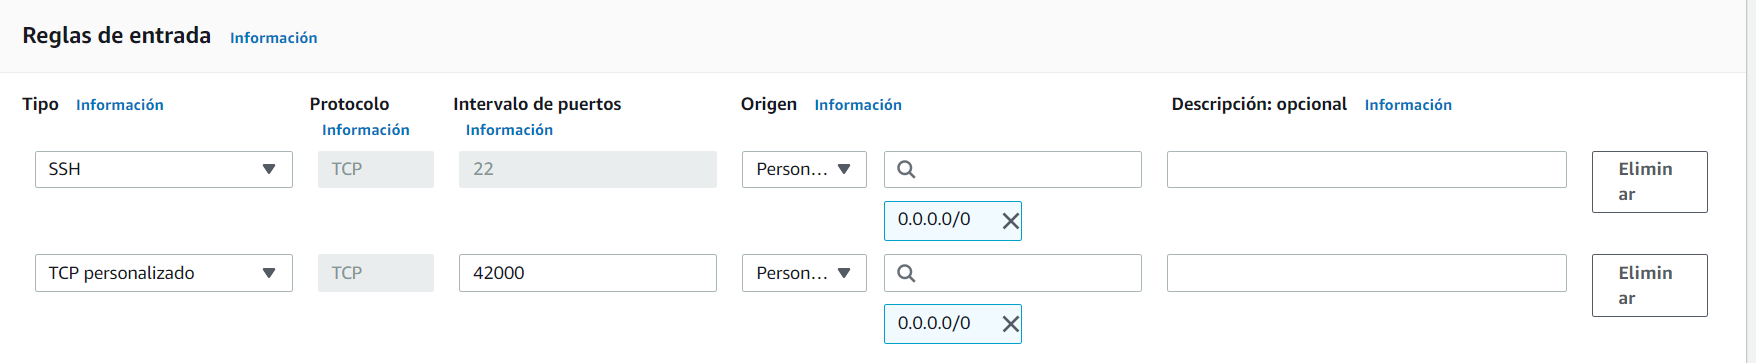 Reglas de entrada Información
Tipo Información Protocolo Intervalo de puertos Origen Información Descripción: opcional Información
Información Información
SSH TCP 22 Person... Elimin
ar
0.0.0.0/0
TCP personalizado TCP 42000 Person... Elimin
ar
0.0.0.0/0